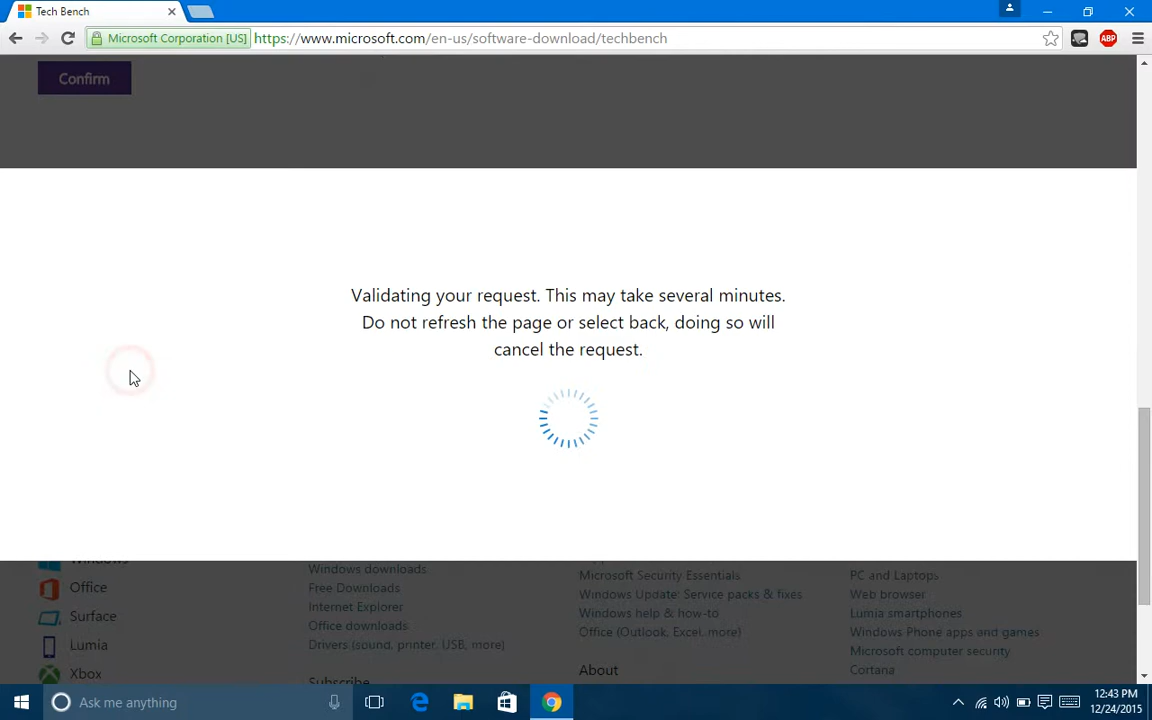 Tech Bench
Microsoft Corporation [US] https://www.microsoft.com/en-us/software-download/techbench
ABP
Confirm
Validating your request. This may take several minutes.
Do not refresh the page or select back, doing so will
cancel the request.
Windows
Office
Surface
Lumia
Xbox
Windows downloads
Free Downloads
Internet Explorer
Office downloads
Drivers (sound, printer, USB, more)
Subscribe
Microsoft Security Essentials
Windows Update: Service packs & fixes
Windows help & how-to
Office (Outlook, Excel, more)
About
PC and Laptops
Web browser
Lumia smartphones
Windows Phone apps and games
Microsoft computer security
Cortana
Ask me anything
12:43 PM
12/24/2015